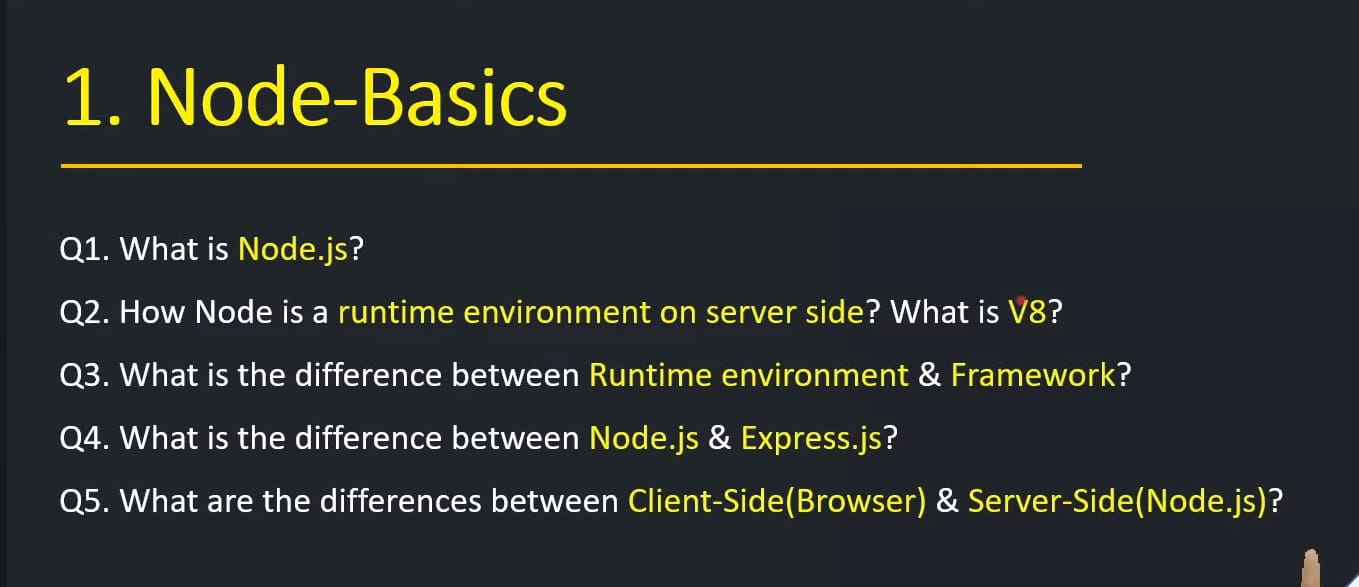 1. Node-Basics
Q1. What is Node.js?
Q2. How Node is a runtime environment on server side? What is V8?
Q3. What is the difference between Runtime environment & Framework?
Q4. What is the difference between Node.js & Express.js?
Q5. What are the differences between Client-Side(Browser) & Server-Side(Node.js)?